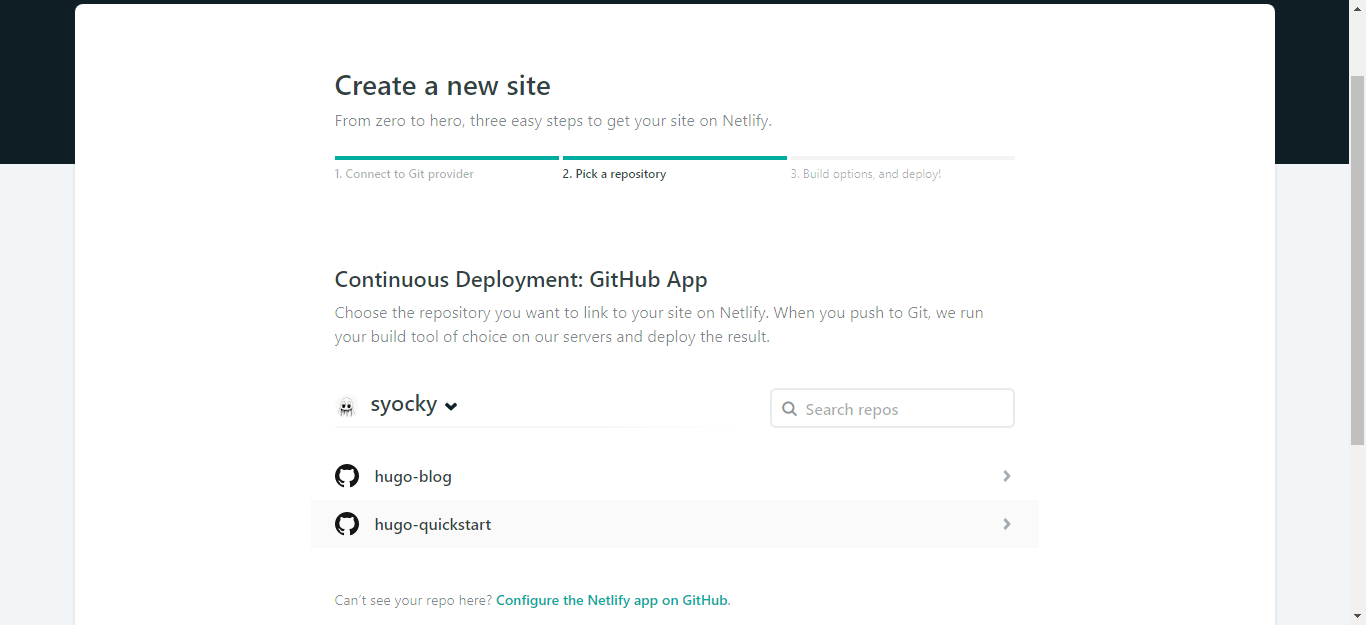 Create a new site
From zero to hero, three easy steps to get your site on Netlify.
1. Connect to Git provider
2. Pick a repository
3. Build options, and deploy!
Continuous Deployment: GitHub App
Choose the repository you want to link to your site on Netlify. When you push to Git, we run
your build tool of choice on our servers and deploy the result.
syocky
Search repos
hugo-blog
hugo-quickstart
Can't see your repo here? Configure the Netlify app on GitHub.